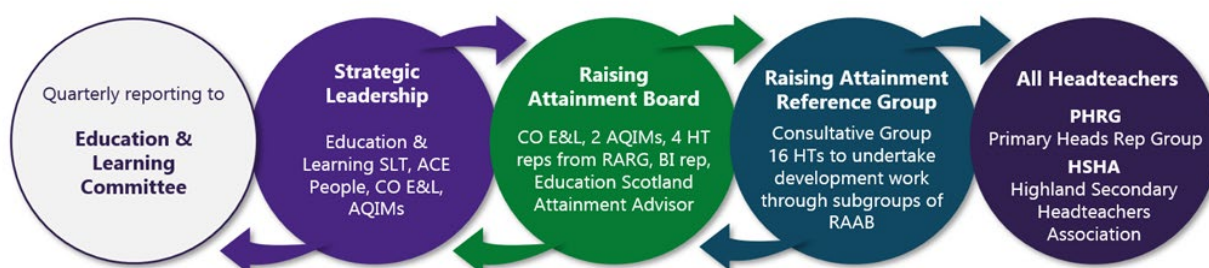 Quarterly reporting to
Education &
Learning
Committee
Strategic
Leadership
Education &
Learning SLT, ACE
People, CO E&L,
AQIMs
Raising
Attainment Board
CO E&L, 2 AQIMs, 4 HT
reps from RARG, BI rep,
Education Scotland
Attainment Advisor
Raising Attainment
Reference Group
Consultative Group
16 HTs to undertake
development work
through subgroups of
RAAB
All Headteachers
PHRG
Primary Heads Rep Group
HSHA
Highland Secondary
Headteachers
Association